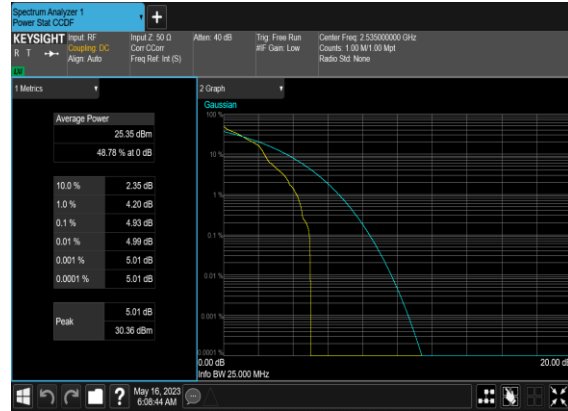 Spectrum Analyzer 1
Power Stat CCDF
KEYSIGHT
R T
LXI
Input: RF
Coupling: DC
Align: Auto
Input Z: 50 Ω
Corr CCorr
Freq Ref: Int (S)
Atten: 40 dB
Trig: Free Run
#IF Gain: Low
Center Freq: 2.535000000 GHz
Counts: 1.00 M/1.00 Mpt
Radio Std: None
1 Metrics
Average Power
25.35 dBm
48.78 % at 0 dB
10.0 % 2.35 dB
1.0 % 4.20 dB
0.1 % 4.93 dB
0.01 % 4.99 dB
0.001 % 5.01 dB
0.0001 % 5.01 dB
Peak
5.01 dB
30.36 dBm
2 Graph
Gaussian
100 %
10 %
1 %
0.1 %
0.01 %
0.001 %
0.0001 %
0.00 dB
20.00 dB
Info BW 25.000 MHz
?
May 16, 2023
6:08:44 AM